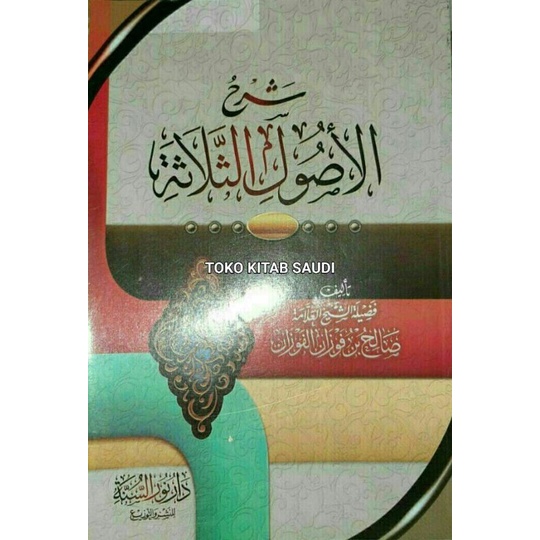 شرح
الأصول الثلاثة
TOKO KITAB SAUDI
تأليف
فضيلة الشيخ العلامة
صالح بن فوزان الفوزان
دار نور السنة
للنشر والتوزيع